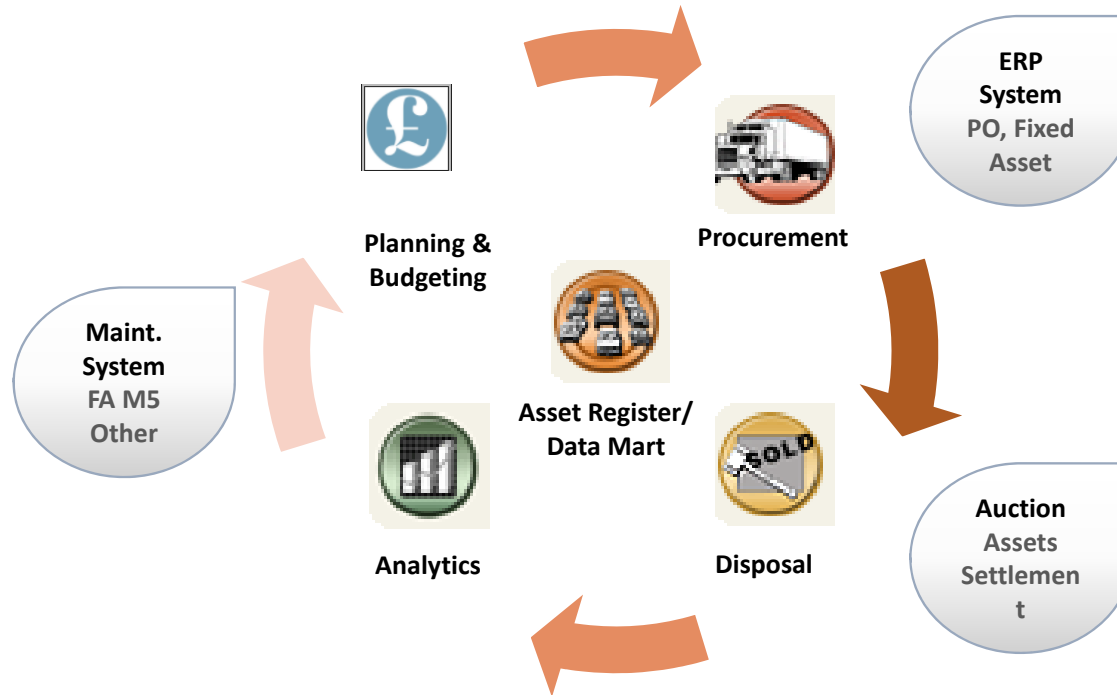 ERP
System
PO, Fixed
Asset
£
Procurement
Planning &
Budgeting
Maint.
System
FA M5
Other
Asset Register/
Data Mart
SOLD
Analytics
Disposal
Auction
Assets
Settlemen
t